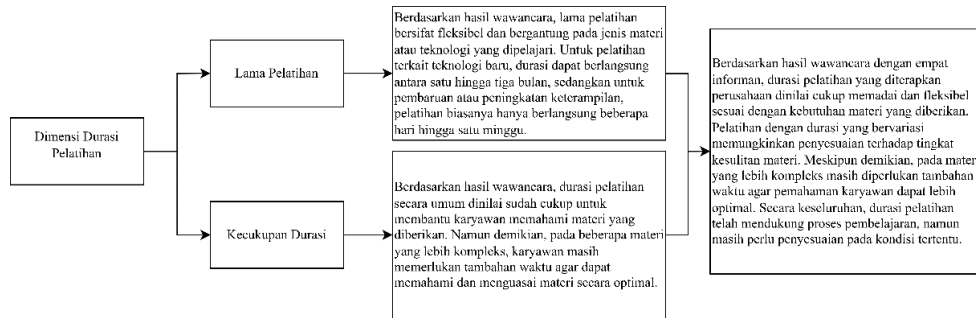 Dimensi Durasi
Pelatihan
Lama Pelatihan
Berdasarkan hasil wawancara, lama pelatihan
bersifat fleksibel dan bergantung pada jenis materi
atau teknologi yang dipelajari. Untuk pelatihan
terkait teknologi baru, durasi dapat berlangsung
antara satu hingga tiga bulan, sedangkan untuk
pembaruan atau peningkatan keterampilan,
pelatihan biasanya hanya berlangsung beberapa
hari hingga satu minggu.
Kecukupan Durasi
Berdasarkan hasil wawancara, durasi pelatihan
secara umum dinilai sudah cukup untuk
membantu karyawan memahami materi yang
diberikan. Namun demikian, pada beberapa materi
yang lebih kompleks, karyawan masih
memerlukan tambahan waktu agar dapat
memahami dan menguasai materi secara optimal.
Berdasarkan hasil wawancara dengan empat
informan, durasi pelatihan yang diterapkan
perusahaan dinilai cukup memadai dan fleksibel
sesuai dengan kebutuhan materi yang diberikan.
Pelatihan dengan durasi yang bervariasi
memungkinkan penyesuaian terhadap tingkat
kesulitan materi. Meskipun demikian, pada materi
yang lebih kompleks masih diperlukan tambahan
waktu agar pemahaman karyawan dapat lebih
optimal. Secara keseluruhan, durasi pelatihan
telah mendukung proses pembelajaran, namun
masih perlu penyesuaian pada kondisi tertentu.